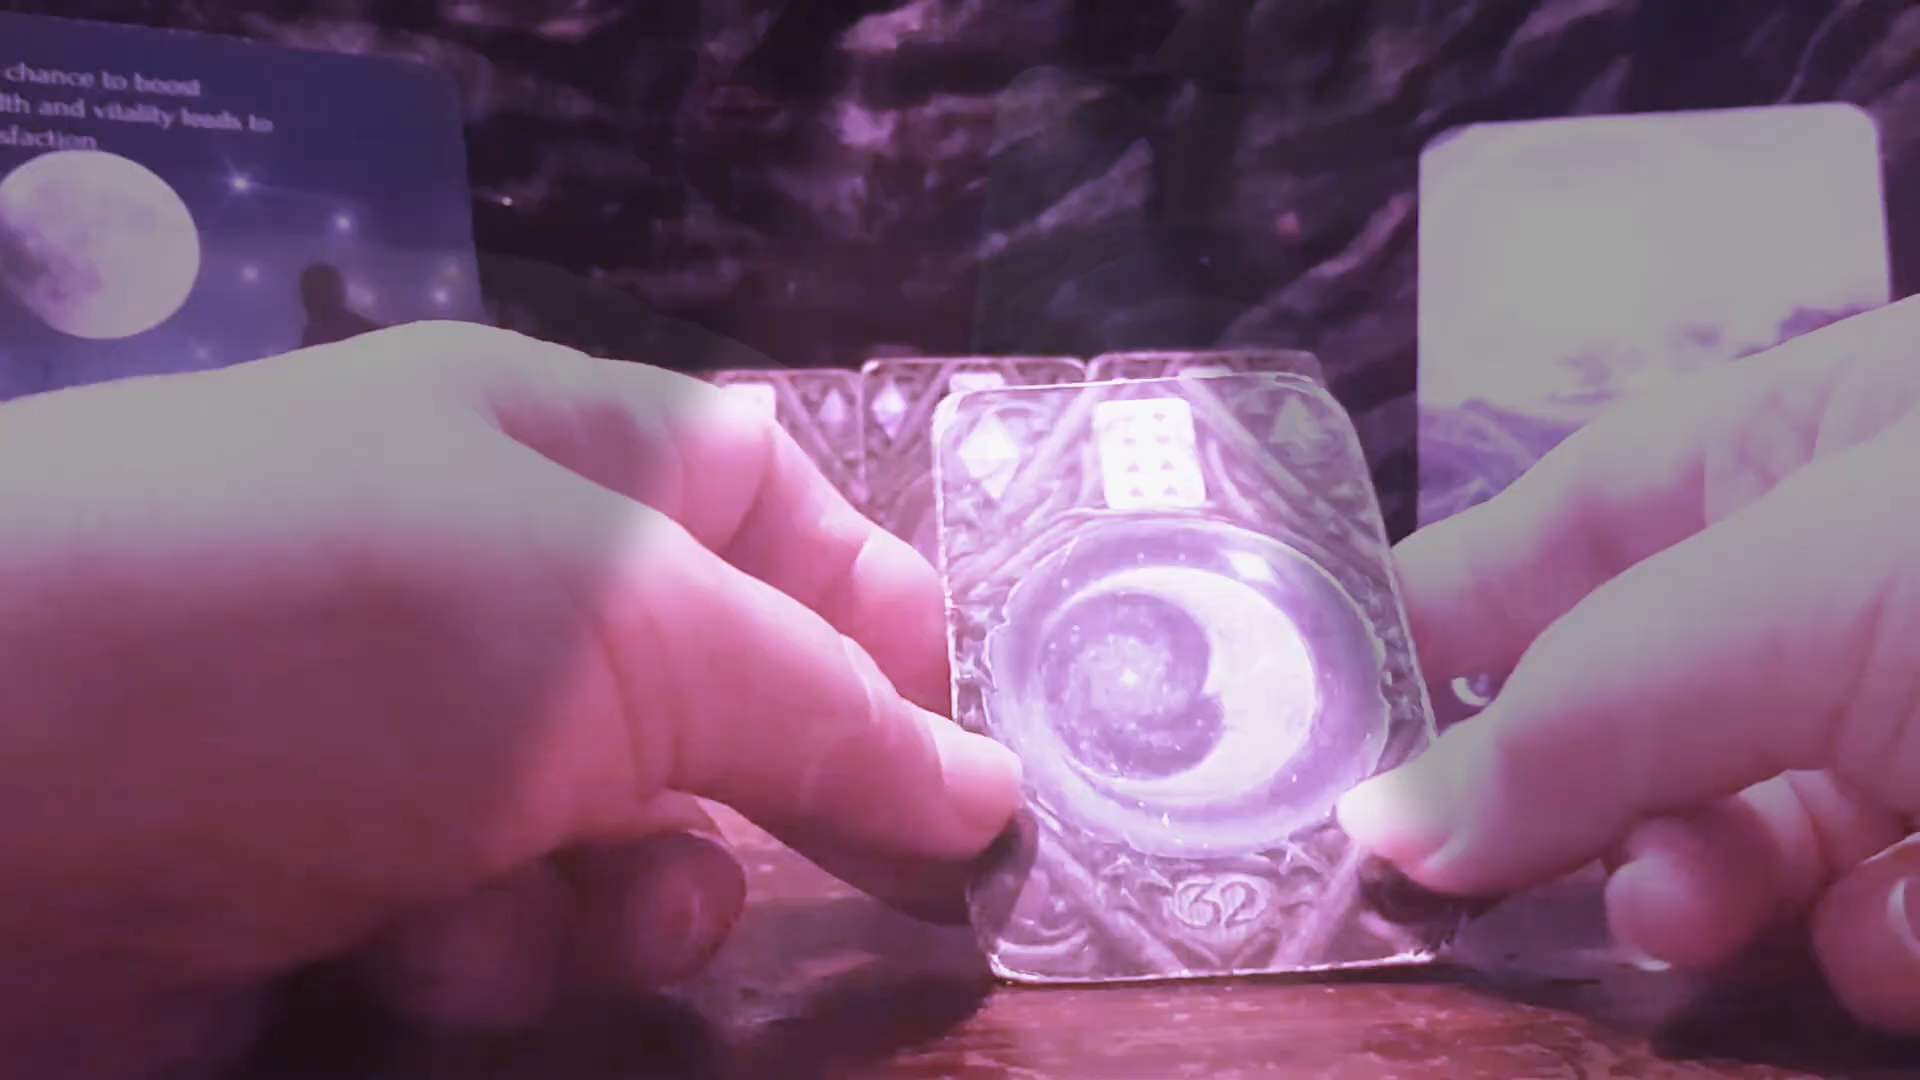 chance to boost
lth and vitality leads to
sfaction
32